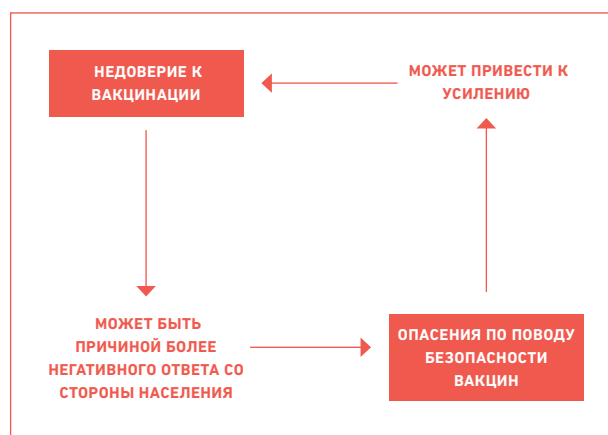 НЕДОВЕРИЕ К
ВАКЦИНАЦИИ
МОЖЕТ ПРИВЕСТИ К
УСИЛЕНИЮ
МОЖЕТ БЫТЬ
ПРИЧИНОЙ БОЛЕЕ
НЕГАТИВНОГО ОТВЕТА СО
СТОРОНЫ НАСЕЛЕНИЯ
ОПАСЕНИЯ ПО ПОВОДУ
БЕЗОПАСНОСТИ
ВАКЦИН